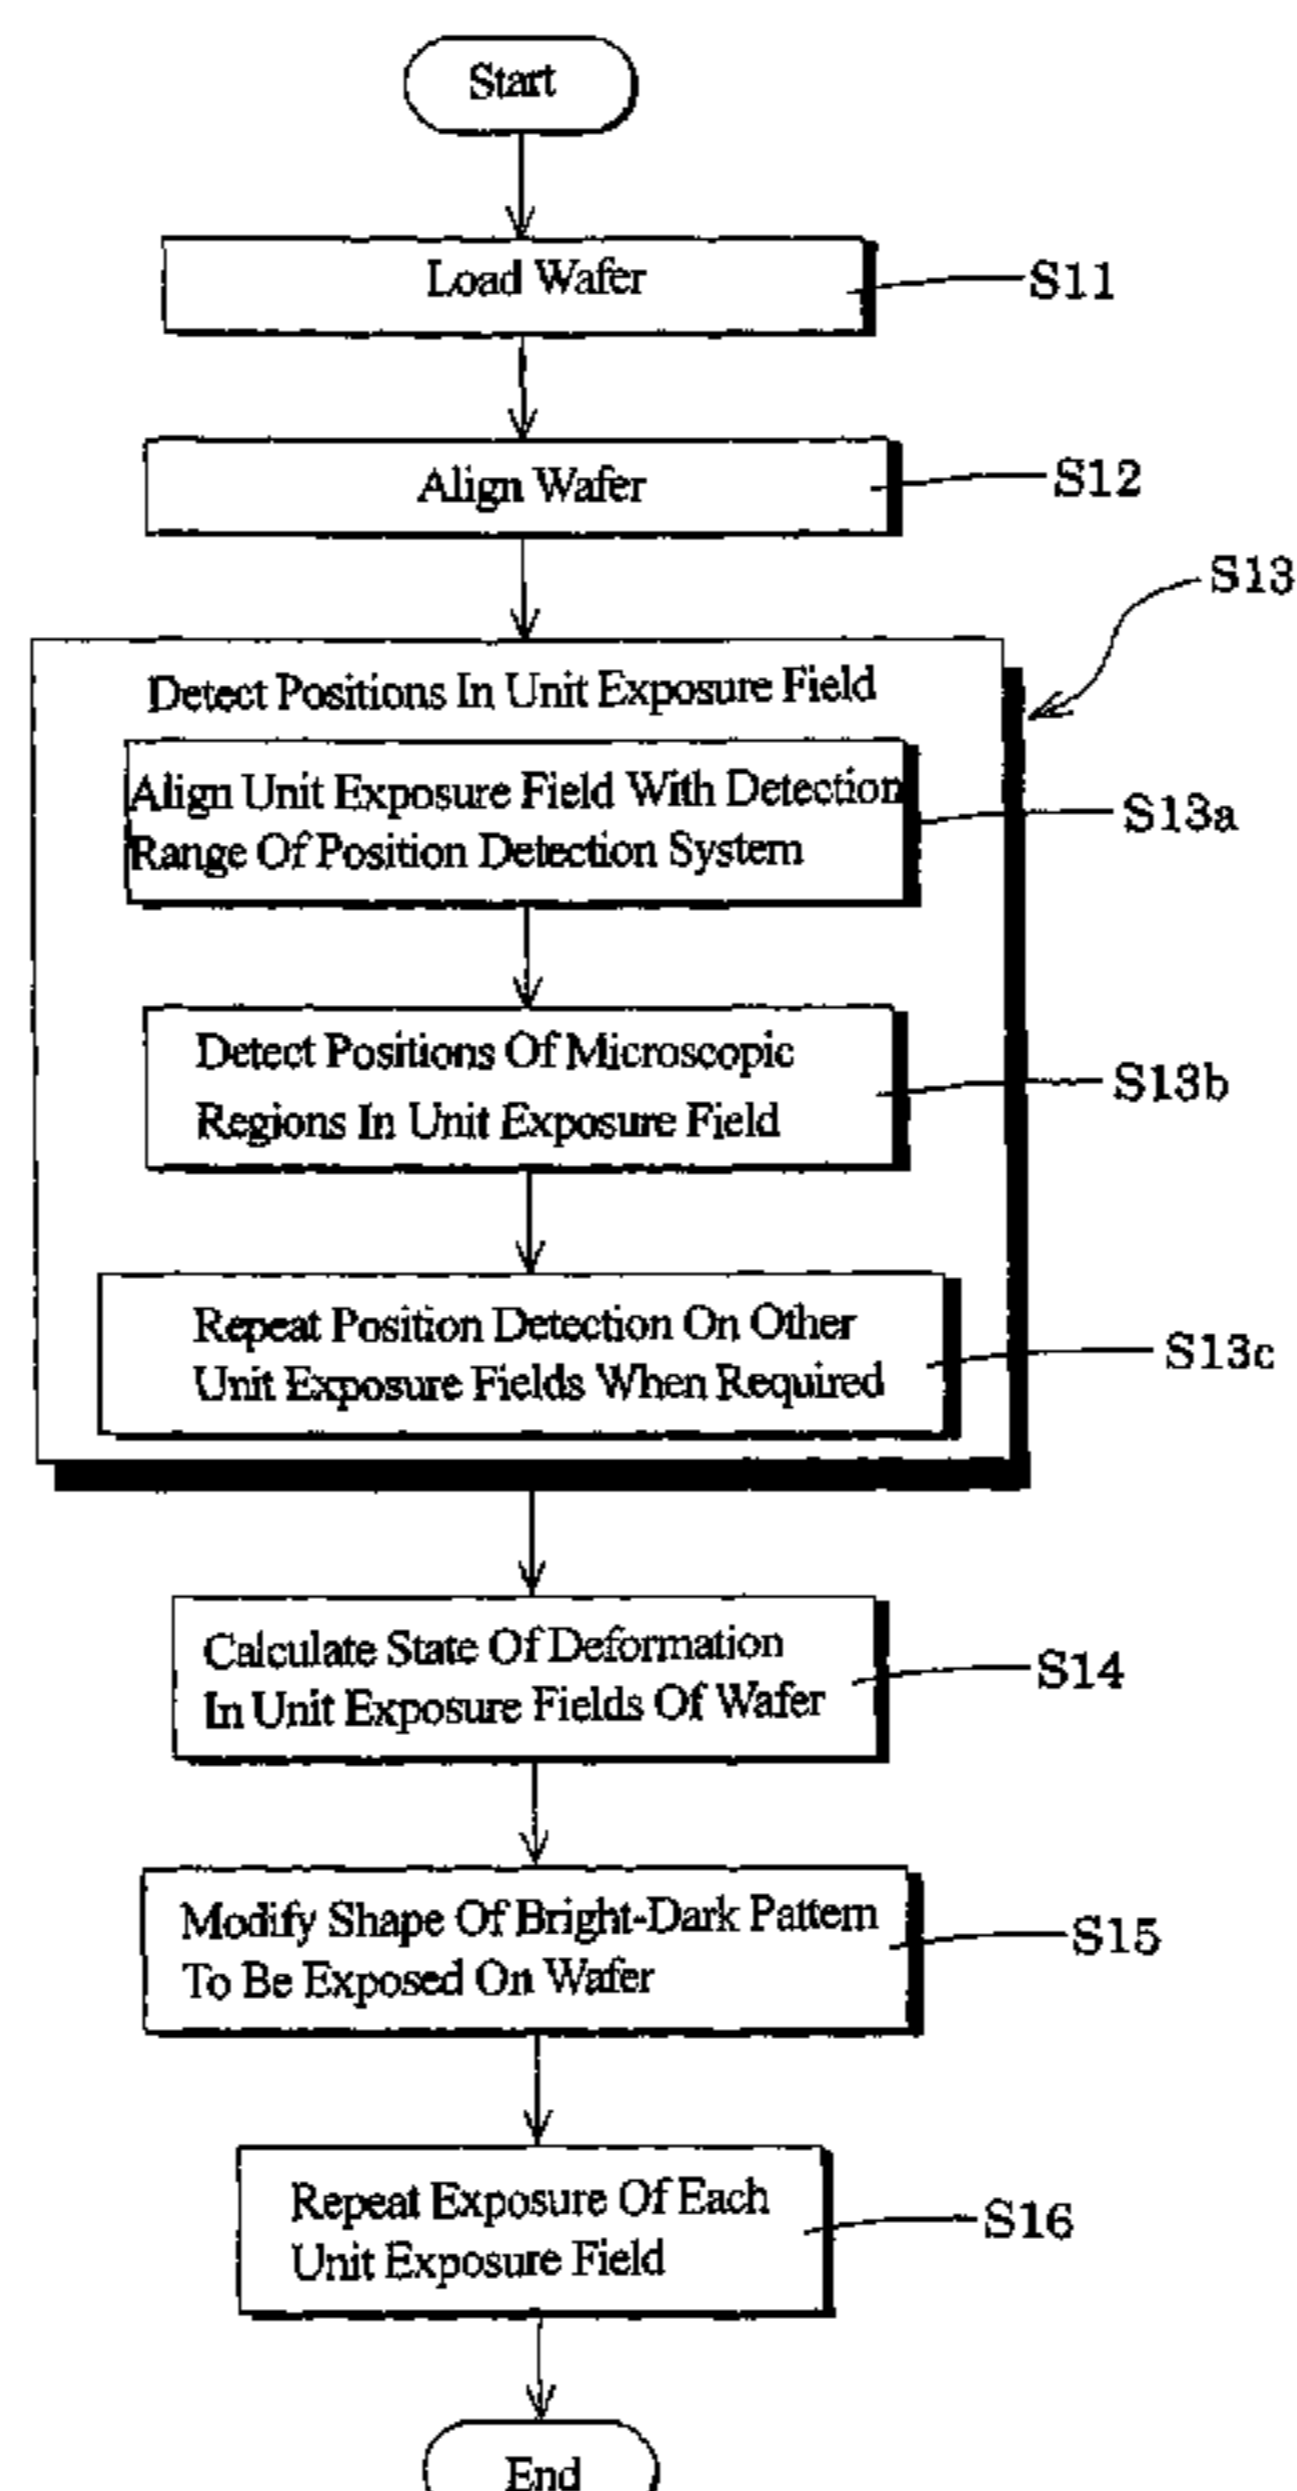 Start
Load Wafer
S11
Align Wafer
S12
S13
Detect Positions In Unit Exposure Field
Align Unit Exposure Field With Detection
Range Of Position Detection System
S13a
Detect Positions Of Microscopic
Regions In Unit Exposure Field
S13b
Repeat Position Detection On Other
Unit Exposure Fields When Required
S13c
Calculate State Of Deformation
In Unit Exposure Fields Of Wafer
S14
Modify Shape Of Bright-Dark Pattern
To Be Exposed On Wafer
S15
Repeat Exposure Of Each
Unit Exposure Field
S16
End